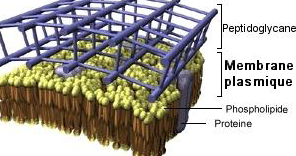 Peptidoglycane
Membrane
plasmique
Phospholipide
Proteine